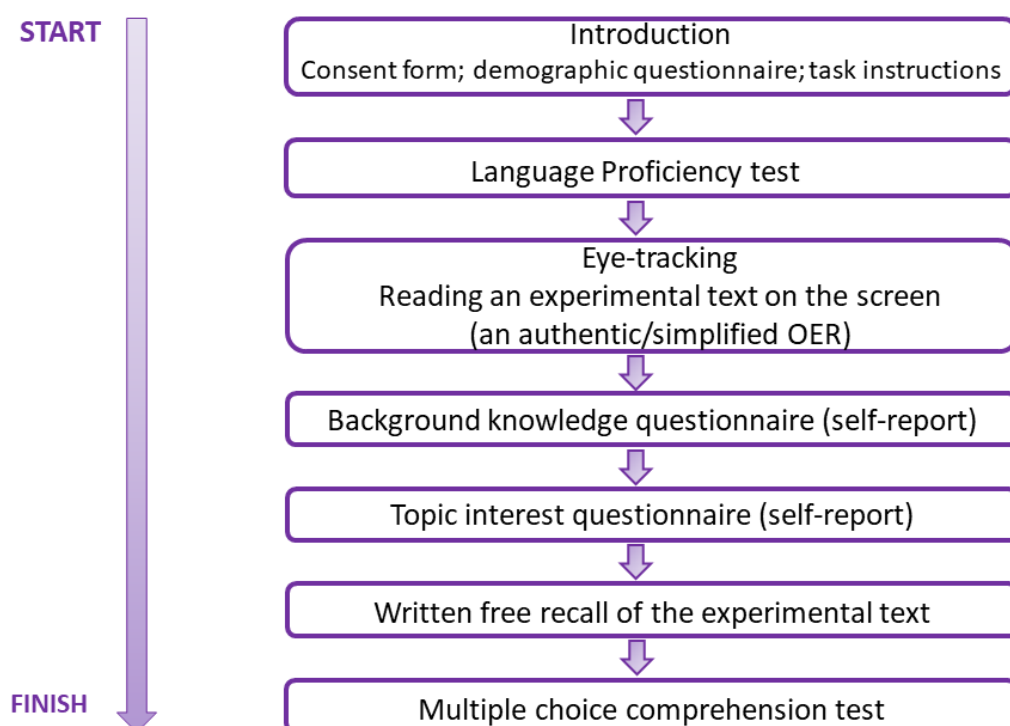 START
Introduction
Consent form; demographic questionnaire; task instructions
Language Proficiency test
Eye-tracking
Reading an experimental text on the screen
(an authentic/simplified OER)
Background knowledge questionnaire (self-report)
Topic interest questionnaire (self-report)
Written free recall of the experimental text
FINISH
Multiple choice comprehension test